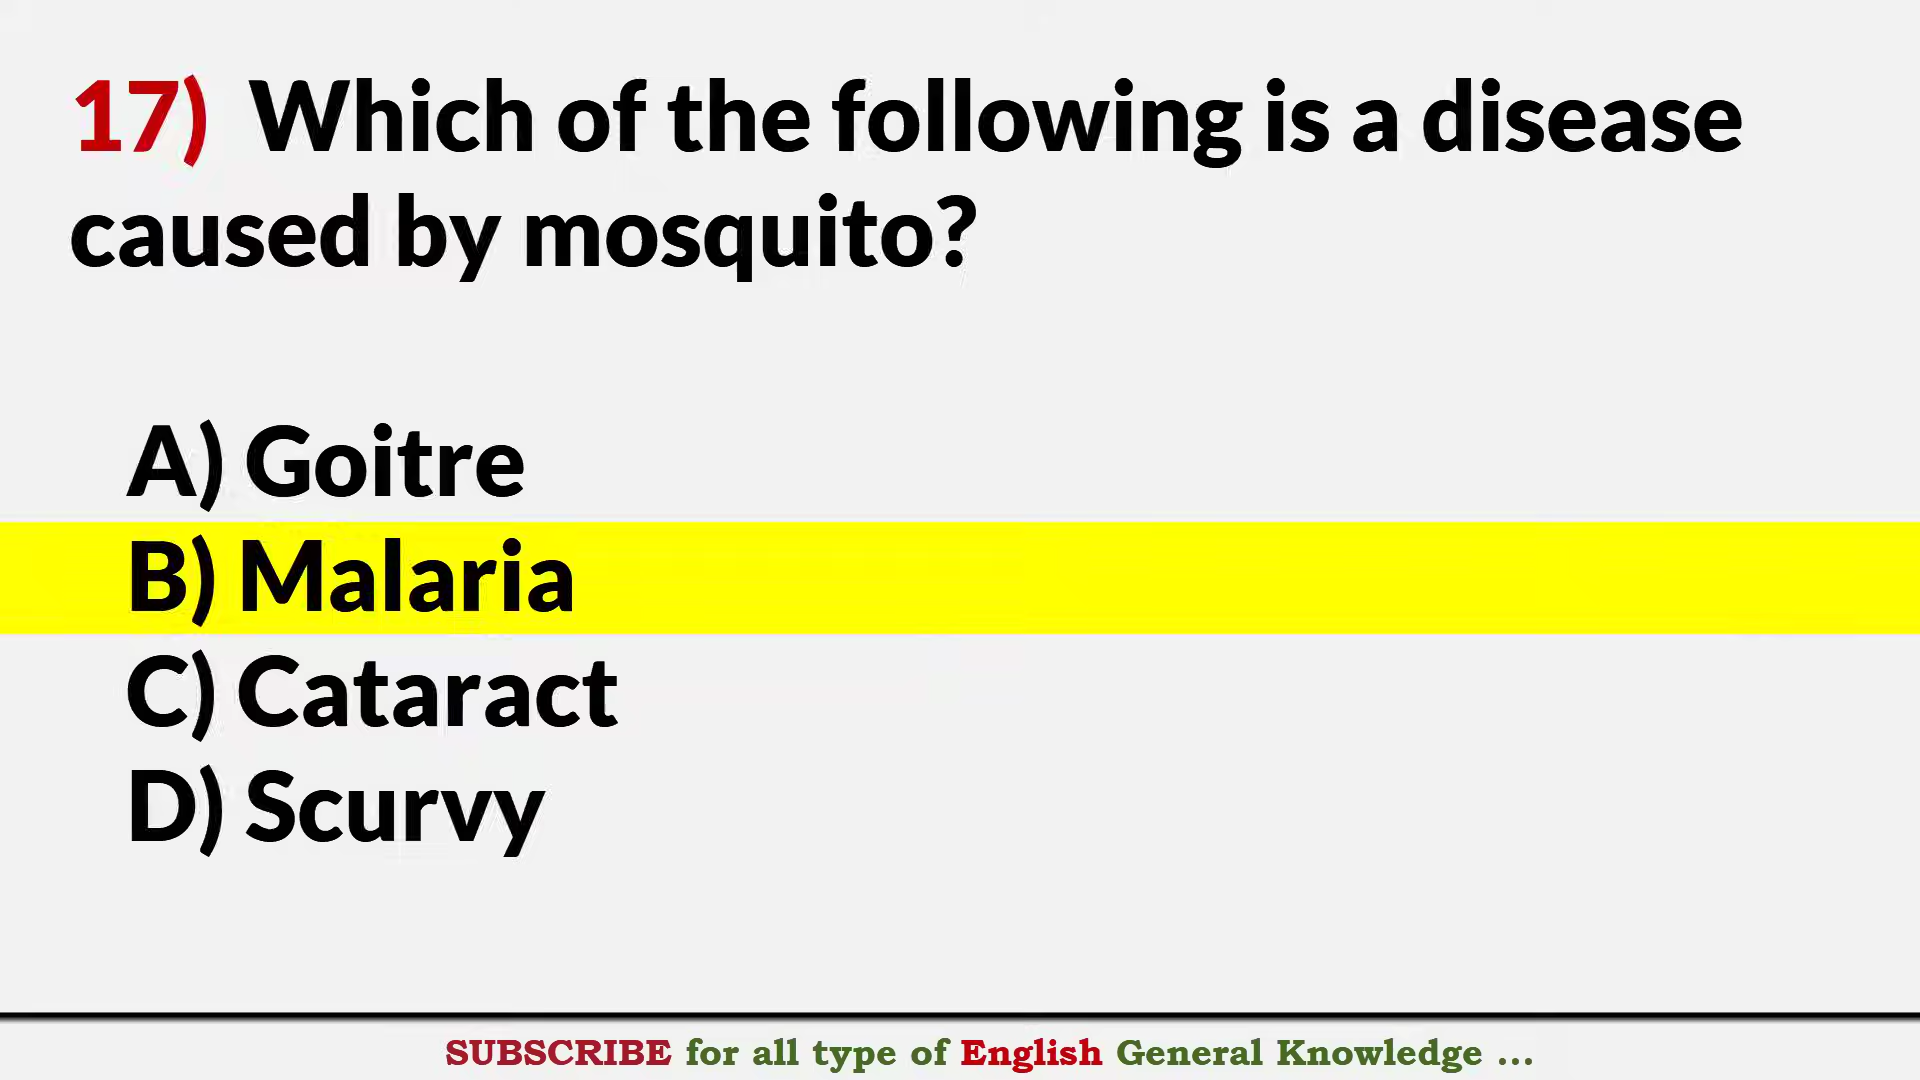 17) Which of the following is a disease
caused by mosquito?
A) Goitre
B) Malaria
C) Cataract
D) Scurvy
SUBSCRIBE for all type of English General Knowledge ...